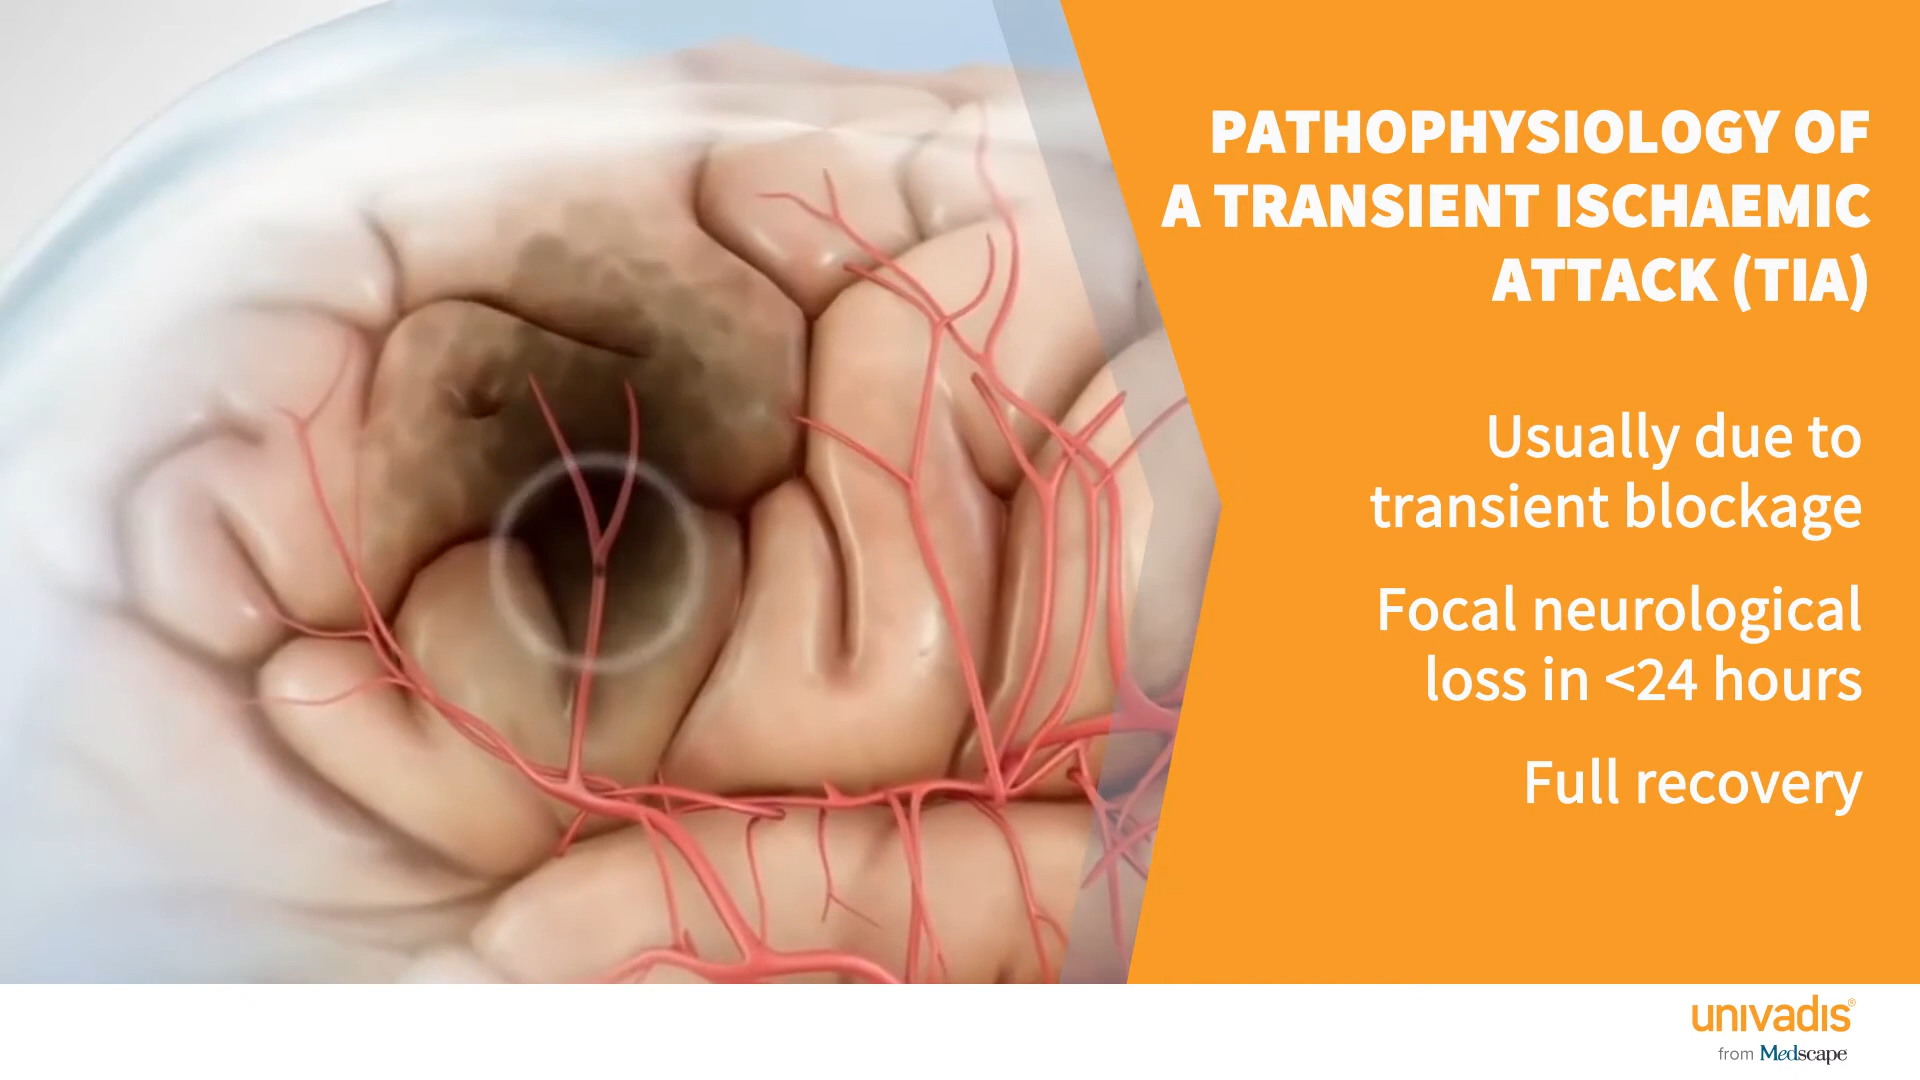 PATHOPHYSIOLOGY OF
A TRANSIENT ISCHAEMIC
ATTACK (TIA)
Usually due to
transient blockage
Focal neurological
loss in <24 hours
Full recovery
univadis®
from Medscape